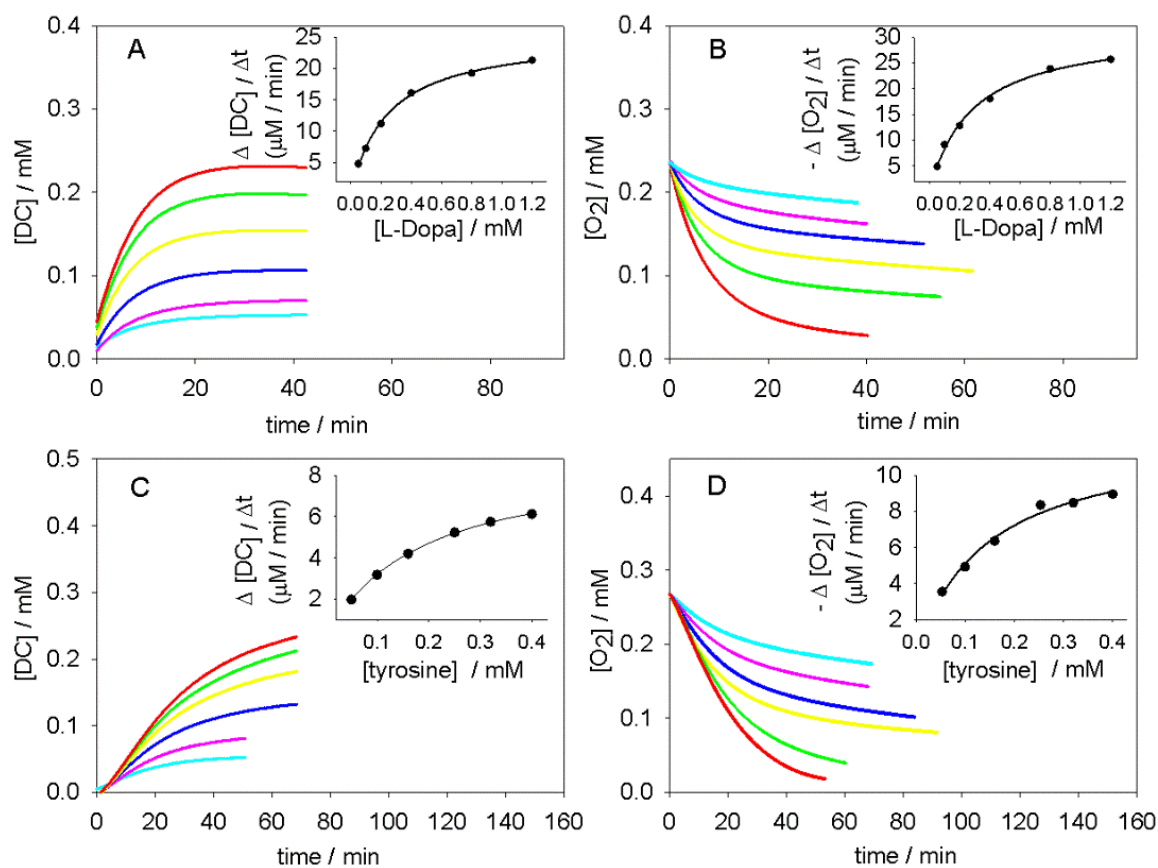 A
[DC] / mM
0.4
0.3
0.2
0.1
0.0
0 20 40 60 80
time / min
Δ [DC] / Δt
(μM / min)
25
20
15
10
5
0.0 0.2 0.4 0.6 0.8 1.0 1.2
[L-Dopa] / mM
B
[O2] / mM
0.4
0.3
0.2
0.1
0.0
0 20 40 60 80
time / min
- Δ [O2] / Δt
(μM / min)
30
25
20
15
10
5
0.0 0.2 0.4 0.6 0.8 1.0 1.2
[L-Dopa] / mM
C
[DC] / mM
0.5
0.4
0.3
0.2
0.1
0.0
0 20 40 60 80 100 120 140 160
time / min
Δ [DC] / Δt
(μM / min)
8
6
4
2
0.1 0.2 0.3 0.4
[tyrosine] / mM
D
[O2] / mM
0.4
0.3
0.2
0.1
0.0
0 20 40 60 80 100 120 140 160
time / min
- Δ [O2] / Δt
(μM / min)
10
8
6
4
2
0.0 0.1 0.2 0.3 0.4
[tyrosine] / mM